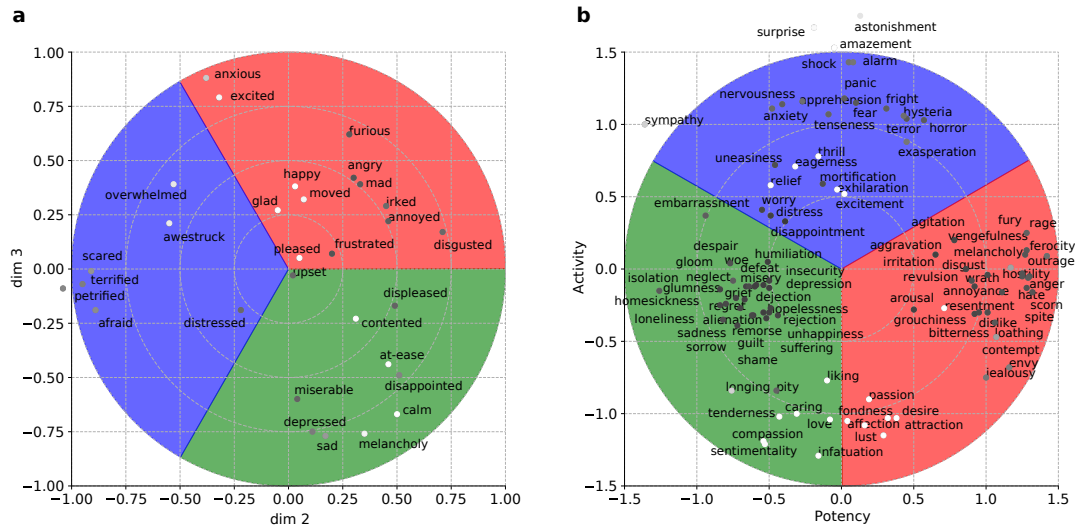 a
1.00
0.75
0.50
0.25
0.00
−0.25
−0.50
−0.75
−1.00
dim 3
anxious
excited
furious
angry
happy
mad
moved
overwhelmed
glad
irked
annoyed
awestruck
frustrated
disgusted
pleased
scared
upset
terrified
petrified
displeased
afraid
distressed
contented
at-ease
disappointed
miserable
calm
depressed
melancholy
sad
−1.0
−0.75
−0.50
−0.25
0.00
0.25
0.50
0.75
1.00
dim 2
b
1.5
1.0
0.5
0.0
−0.5
−1.0
−1.5
Activity
astonishment
surprise
amazement
shock
alarm
panic
nervousness
apprehension
fright
anxiety
fear
hysteria
sympathy
tenseness
terror
horror
exasperation
thrill
uneasiness
eagerness
relief
mortification
exhilaration
embarrassment
worry
excitement
distress
disappointment
agitation
fury
rage
vengefulness
despair
woe
humiliation
aggravation
melancholy
ferocity
gloom
defeat
irritation
disgust
outrage
isolation
neglect
misery
insecurity
revulsion
wrath
hostility
glumness
depression
annoyance
anger
homesickness
grief
dejection
arousal
hate
regret
hopelessness
resentment
scorn
loneliness
alienation
rejection
grouchiness
dislike
spite
sadness
remorse
unhappiness
bitterness
loathing
sorrow
guilt
suffering
contempt
shame
envy
liking
jealousy
longing
pity
passion
tenderness
caring
fondness
desire
love
affection
attraction
compassion
lust
sentimentality
infatuation
−1.5
−1.0
−0.5
0.0
0.5
1.0
1.5
Potency